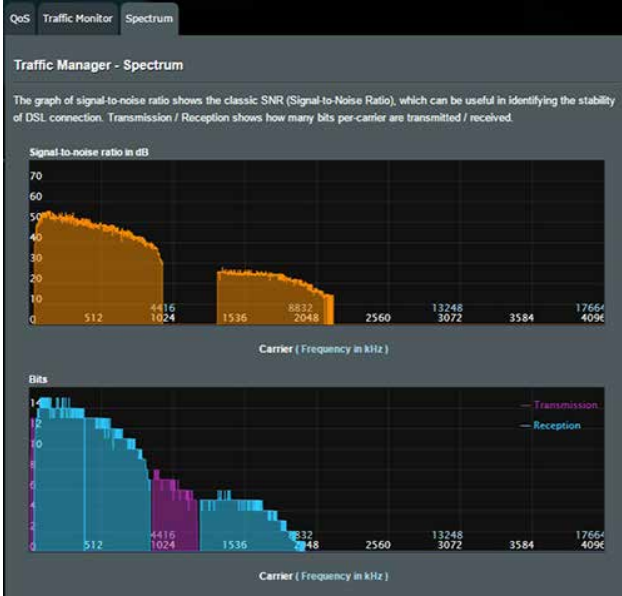 QoS Traffic Monitor Spectrum
Traffic Manager - Spectrum
The graph of signal-to-noise ratio shows the classic SNR (Signal-to-Noise Ratio), which can be useful in identifying the stability
of DSL connection. Transmission / Reception shows how many bits per-carrier are transmitted / received.
Signal-to-noise ratio in dB
70
60
50
40
30
20
10
4416 8832 13248 17664
0 512 1024 1536 2048 2560 3072 3584 4096
Carrier ( Frequency in kHz )
Bits
14
Transmission
12
Reception
10
8
6
4
2
4416 8832 13248 17664
0 512 1024 1536 2048 2560 3072 3584 4096
Carrier ( Frequency in kHz )